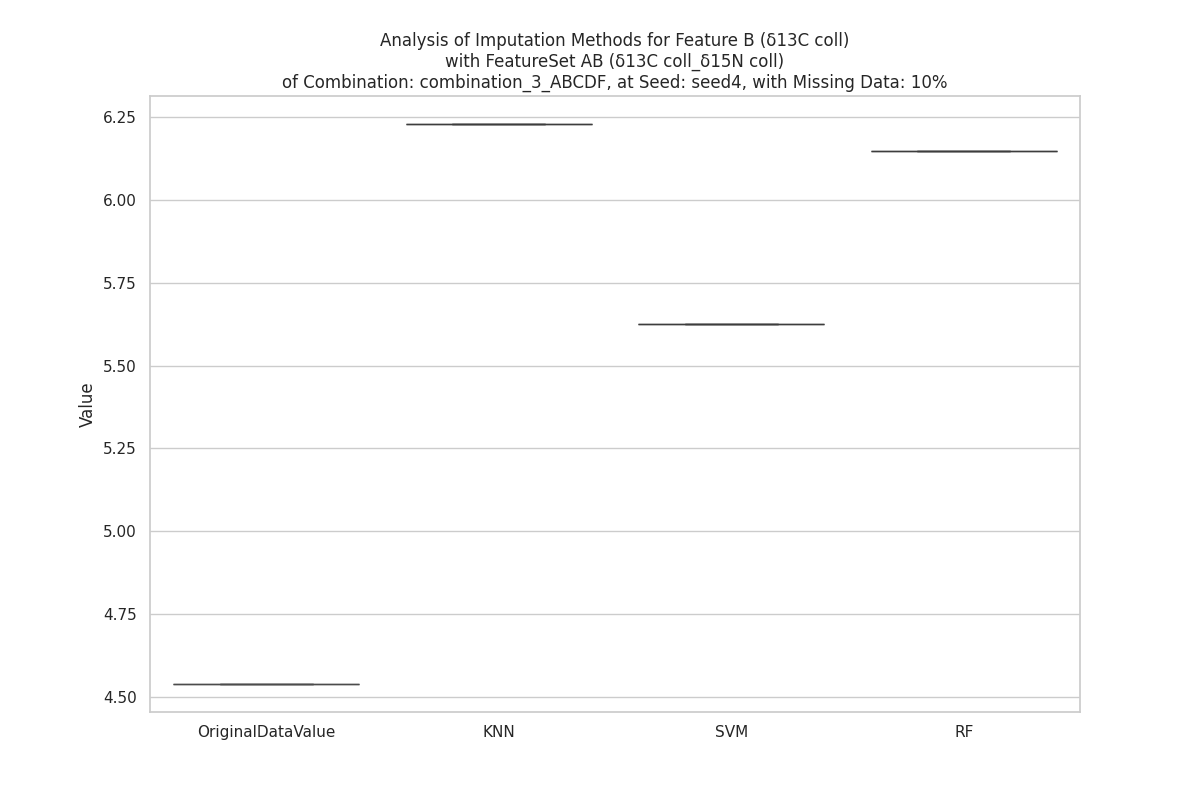 Analysis of Imputation Methods for Feature B (δ13C coll)
with FeatureSet AB (δ13C coll_δ15N coll)
of Combination: combination_3_ABCDF, at Seed: seed4, with Missing Data: 10%
6.25
6.00
5.75
5.50
5.25
5.00
4.75
4.50
Value
OriginalDataValue
KNN
SVM
RF